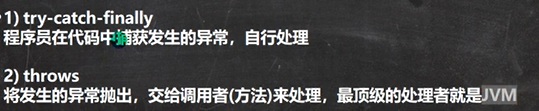 1) try-catch-finally
程序员在代码中捕获发生的异常，自行处理
2) throws
将发生的异常抛出，交给调用者(方法)来处理，最顶级的处理者就是JVM